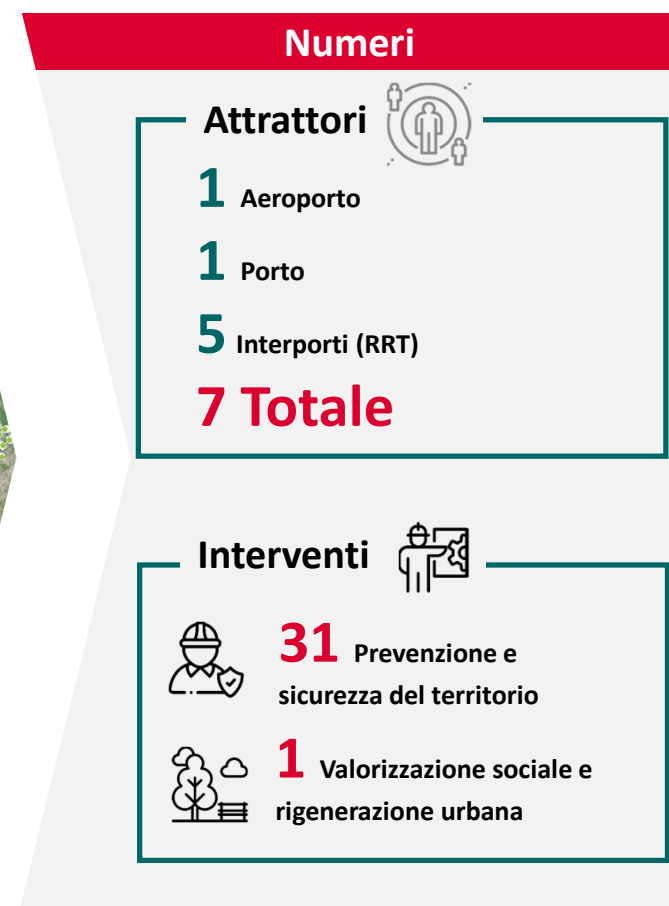 Numeri
Attrattori
1 Aeroporto
1 Porto
5 Interporti (RRT)
7 Totale
Interventi
31 Prevenzione e
sicurezza del territorio
1 Valorizzazione sociale e
rigenerazione urbana